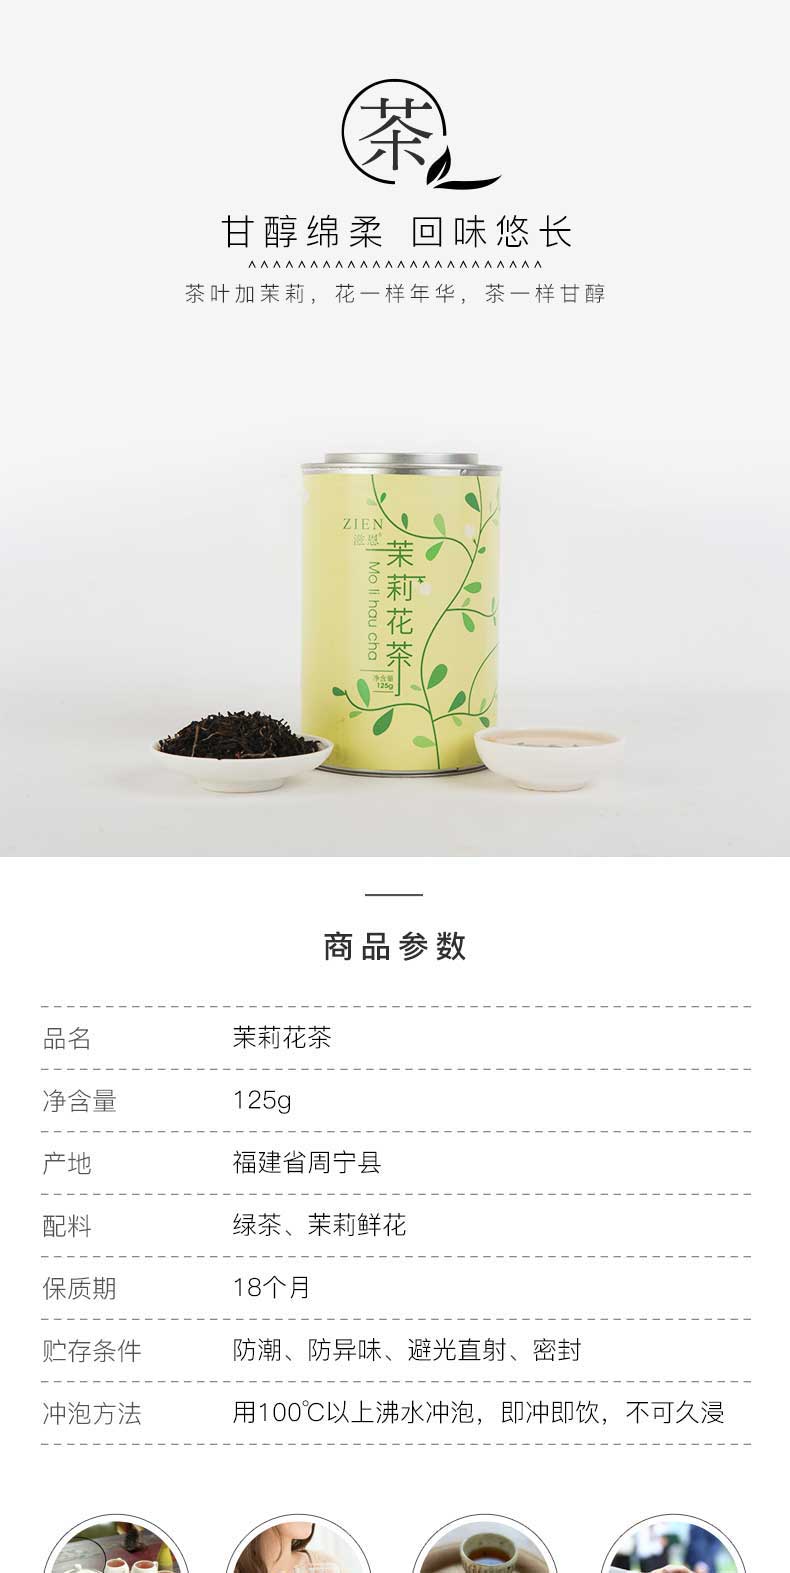 茶
甘醇绵柔 回味悠长
茶叶加茉莉，花一样年华，茶一样甘醇
ZIEN
滋恩®
茉莉花茶
Mo li hau cha
净含量
125g
商品参数
品名 茉莉花茶
净含量 125g
产地 福建省周宁县
配料 绿茶、茉莉鲜花
保质期 18个月
贮存条件 防潮、防异味、避光直射、密封
冲泡方法 用100℃以上沸水冲泡，即冲即饮，不可久浸